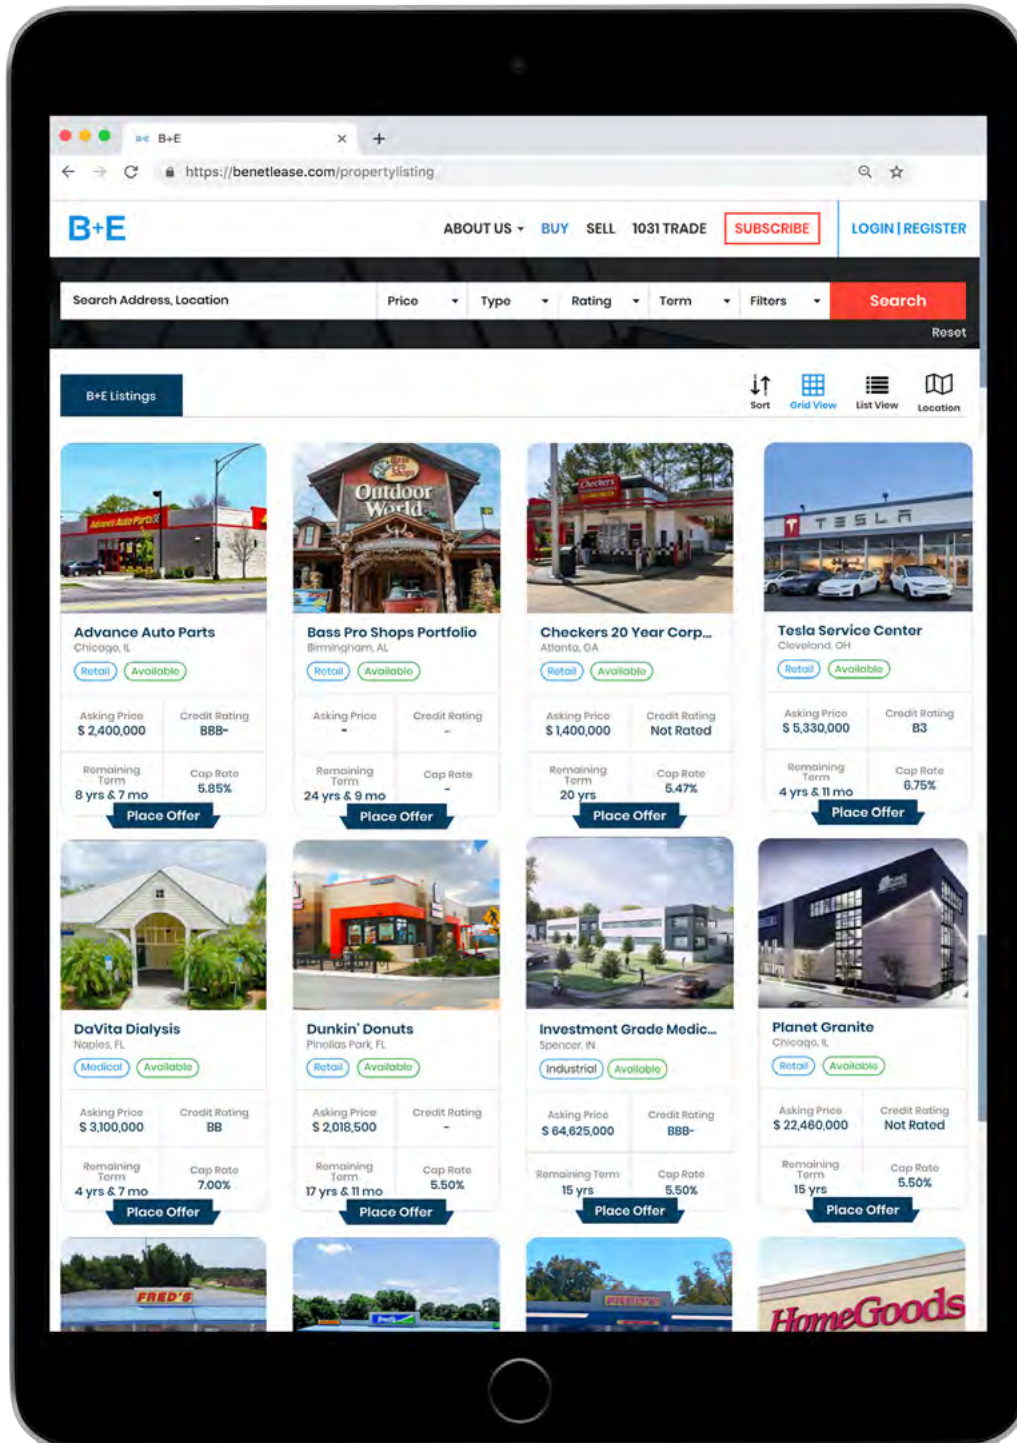 B+E B+E × +
https://benetlease.com/propertylisting
B+E ABOUT US BUY SELL 1031 TRADE SUBSCRIBE LOGIN | REGISTER
Search Address, Location Price Type Rating Term Filters Search
Reset
B+E Listings Sort Grid View List View Location
Advance Auto Parts
Bass Pro Shops
Outdoor
World
Checkers
TESLA
Advance Auto Parts Bass Pro Shops Portfolio Checkers 20 Year Corp... Tesla Service Center
Chicago, IL Birmingham, AL Atlanta, GA Cleveland, OH
Retail Available Retail Available Retail Available Retail Available
Asking Price Credit Rating Asking Price Credit Rating Asking Price Credit Rating Asking Price Credit Rating
$ 2,400,000 BBB- - - $ 1,400,000 Not Rated $ 5,330,000 B3
Remaining Term Cap Rate Remaining Term Cap Rate Remaining Term Cap Rate Remaining Term Cap Rate
8 yrs & 7 mo 5.85% 24 yrs & 9 mo - 20 yrs 5.47% 4 yrs & 11 mo 6.75%
Place Offer Place Offer Place Offer Place Offer
DaVita Dialysis Dunkin' Donuts Investment Grade Medic... Planet Granite
Naples, FL Pinellas Park, FL Spencer, IN Chicago, IL
Medical Available Retail Available Industrial Available Retail Available
Asking Price Credit Rating Asking Price Credit Rating Asking Price Credit Rating Asking Price Credit Rating
$ 3,100,000 BB $ 2,018,500 - $ 64,625,000 BBB- $ 22,460,000 Not Rated
Remaining Term Cap Rate Remaining Term Cap Rate Remaining Term Cap Rate Remaining Term Cap Rate
4 yrs & 7 mo 7.00% 17 yrs & 11 mo 5.50% 15 yrs 5.50% 15 yrs 5.50%
Place Offer Place Offer Place Offer Place Offer
FRED'S fred's FRED'S HomeGoods